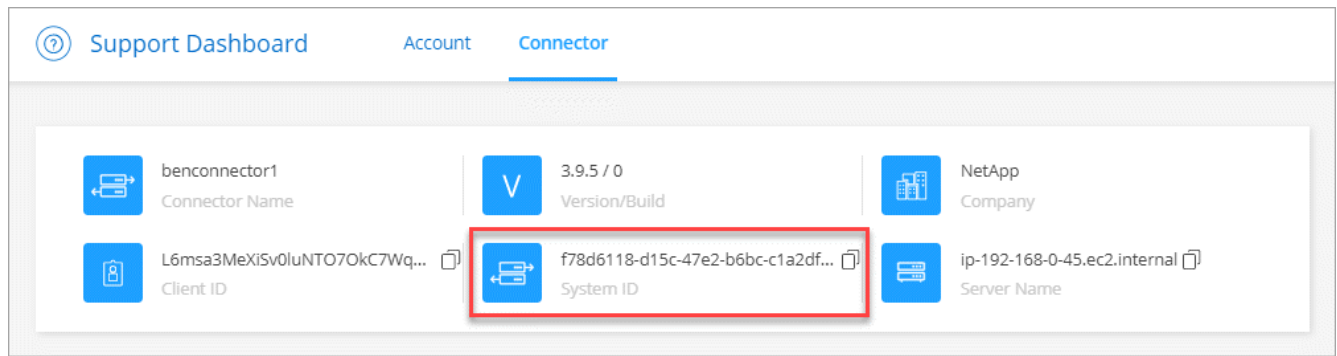 Support Dashboard Account Connector
benconnector1 3.9.5 / 0 NetApp
Connector Name Version/Build Company
L6msa3MeXiSv0luNTO7OkC7Wq... f78d6118-d15c-47e2-b6bc-c1a2df... ip-192-168-0-45.ec2.internal
Client ID System ID Server Name